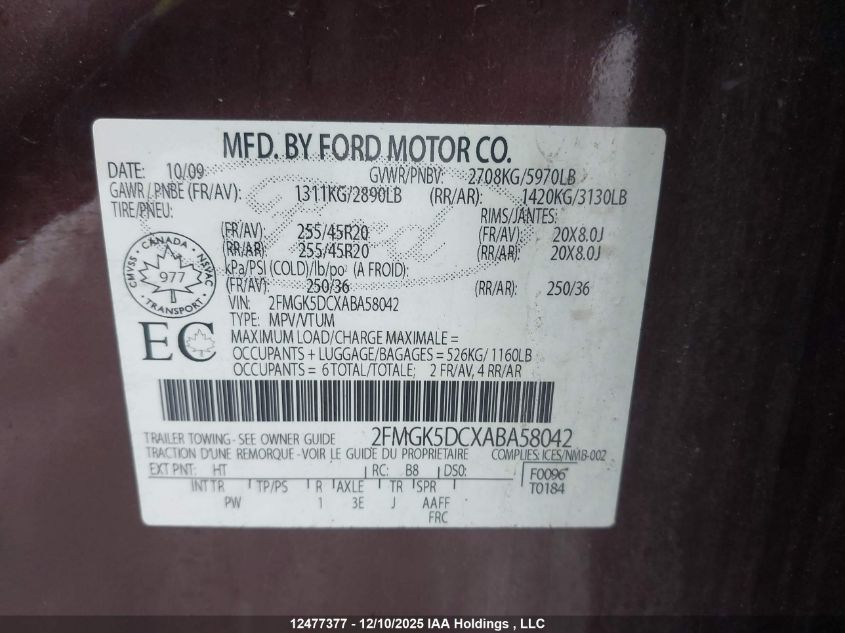 MFD. BY FORD MOTOR CO.
DATE: 10/09 GVWR/PNBV: 2708KG/5970LB
GAWR / PNBE (FR/AV): 1311KG/2890LB (RR/AR): 1420KG/3130LB
TIRE/PNEU: RIMS/JANTES:
(FR/AV): 255/45R20 (FR/AV): 20X8.0J
(RR/AR): 255/45R20 (RR/AR): 20X8.0J
kPa/PSI (COLD)/lb/po² (A FROID):
(FR/AV): 250/36 (RR/AR): 250/36
VIN: 2FMGK5DCXABA58042
TYPE: MPV/VTUM
Ford
CANADA
CMVSS 977 NSVAC
TRANSPORT
EC
MAXIMUM LOAD/CHARGE MAXIMALE =
OCCUPANTS + LUGGAGE/BAGAGES = 526KG/ 1160LB
OCCUPANTS = 6 TOTAL/TOTALE; 2 FR/AV, 4 RR/AR
TRAILER TOWING - SEE OWNER GUIDE 2FMGK5DCXABA58042
TRACTION D'UNE REMORQUE - VOIR LE GUIDE DU PROPRIETAIRE COMPLIES: ICES/NMB-002
EXT PNT: HT RC: B8 DSO: F0096
INT TR TP/PS R AXLE TR SPR T0184
PW 1 3E J AAFF
FRC
12477377 - 12/10/2025 IAA Holdings , LLC